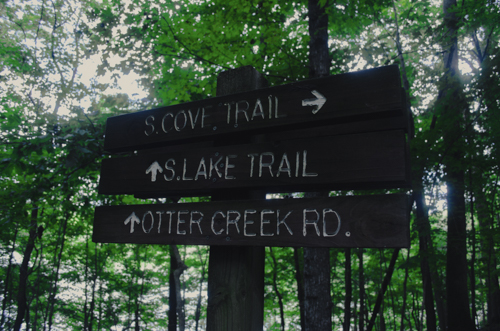 S. COVE. TRAIL →
↑ S. LAKE TRAIL
↑ OTTER CREEK RD.